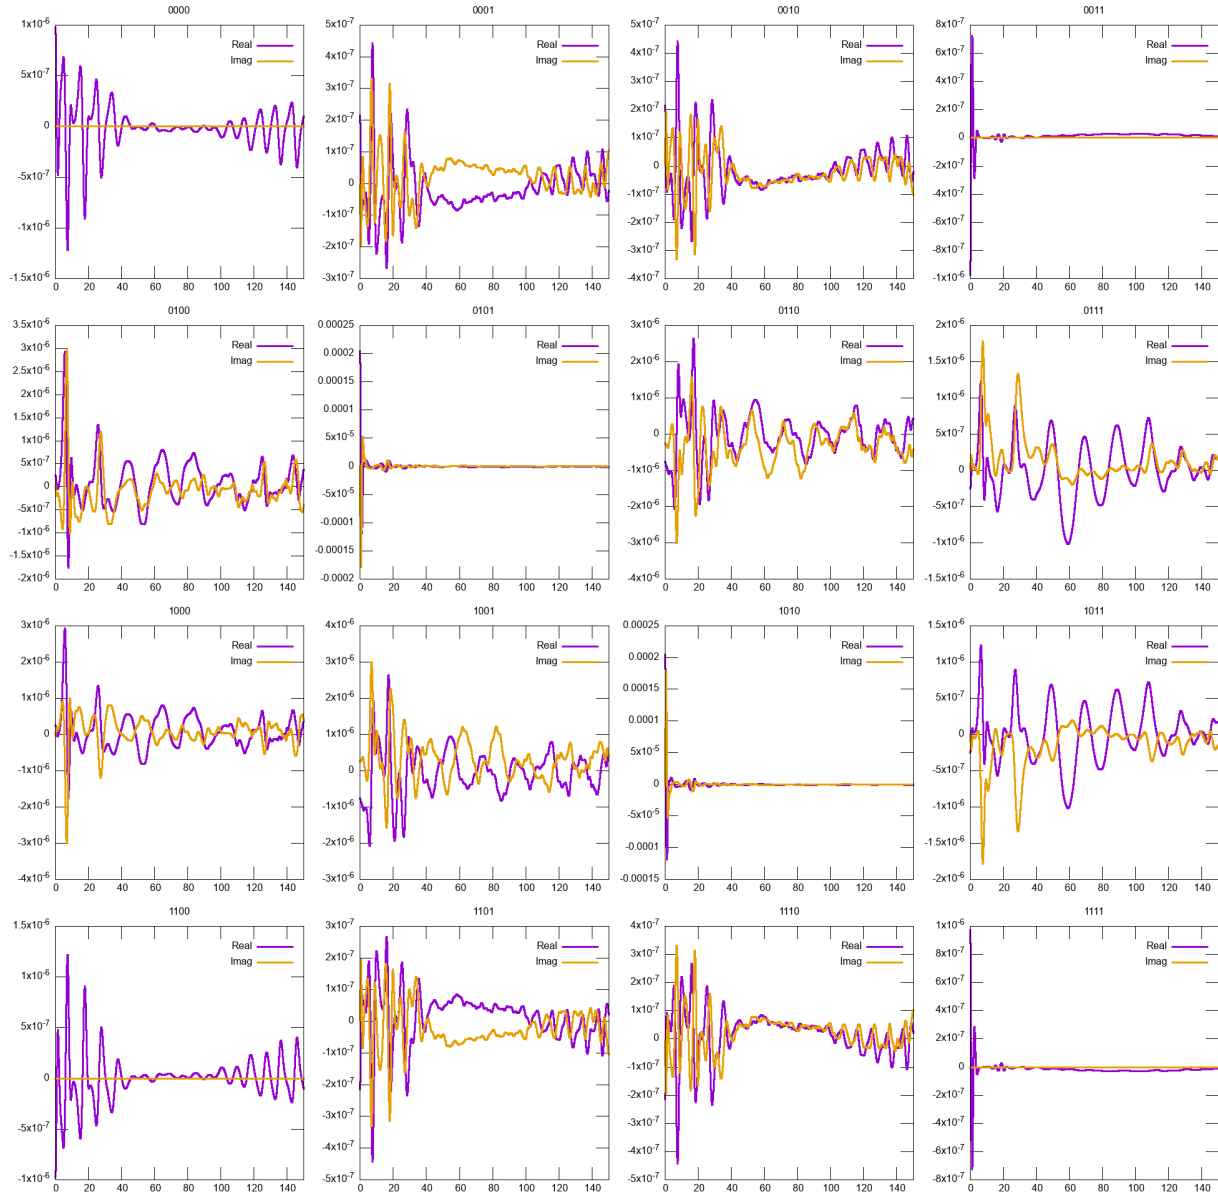 0000
1x10⁻⁶
Real
Imag
5x10⁻⁷
0
-5x10⁻⁷
-1x10⁻⁶
-1.5x10⁻⁶
0 20 40 60 80 100 120 140
0001
5x10⁻⁷
Real
4x10⁻⁷
Imag
3x10⁻⁷
2x10⁻⁷
1x10⁻⁷
0
-1x10⁻⁷
-2x10⁻⁷
-3x10⁻⁷
0 20 40 60 80 100 120 140
0010
5x10⁻⁷
Real
4x10⁻⁷
Imag
3x10⁻⁷
2x10⁻⁷
1x10⁻⁷
0
-1x10⁻⁷
-2x10⁻⁷
-3x10⁻⁷
-4x10⁻⁷
0 20 40 60 80 100 120 140
0011
8x10⁻⁷
Real
6x10⁻⁷
Imag
4x10⁻⁷
2x10⁻⁷
0
-2x10⁻⁷
-4x10⁻⁷
-6x10⁻⁷
-8x10⁻⁷
-1x10⁻⁶
0 20 40 60 80 100 120 140
0100
3.5x10⁻⁶
Real
3x10⁻⁶
Imag
2.5x10⁻⁶
2x10⁻⁶
1.5x10⁻⁶
1x10⁻⁶
5x10⁻⁷
0
-5x10⁻⁷
-1x10⁻⁶
-1.5x10⁻⁶
-2x10⁻⁶
0 20 40 60 80 100 120 140
0101
0.00025
Real
0.0002
Imag
0.00015
0.0001
5x10⁻⁵
0
-5x10⁻⁵
-0.0001
-0.00015
-0.0002
0 20 40 60 80 100 120 140
0110
3x10⁻⁶
Real
Imag
2x10⁻⁶
1x10⁻⁶
0
-1x10⁻⁶
-2x10⁻⁶
-3x10⁻⁶
-4x10⁻⁶
0 20 40 60 80 100 120 140
0111
2x10⁻⁶
Real
Imag
1.5x10⁻⁶
1x10⁻⁶
5x10⁻⁷
0
-5x10⁻⁷
-1x10⁻⁶
-1.5x10⁻⁶
0 20 40 60 80 100 120 140
1000
3x10⁻⁶
Real
Imag
2x10⁻⁶
1x10⁻⁶
0
-1x10⁻⁶
-2x10⁻⁶
-3x10⁻⁶
-4x10⁻⁶
0 20 40 60 80 100 120 140
1001
4x10⁻⁶
Real
Imag
3x10⁻⁶
2x10⁻⁶
1x10⁻⁶
0
-1x10⁻⁶
-2x10⁻⁶
-3x10⁻⁶
0 20 40 60 80 100 120 140
1010
0.00025
Real
0.0002
Imag
0.00015
0.0001
5x10⁻⁵
0
-5x10⁻⁵
-0.0001
-0.00015
0 20 40 60 80 100 120 140
1011
1.5x10⁻⁶
Real
Imag
1x10⁻⁶
5x10⁻⁷
0
-5x10⁻⁷
-1x10⁻⁶
-1.5x10⁻⁶
-2x10⁻⁶
0 20 40 60 80 100 120 140
1100
1.5x10⁻⁶
Real
Imag
1x10⁻⁶
5x10⁻⁷
0
-5x10⁻⁷
-1x10⁻⁶
0 20 40 60 80 100 120 140
1101
3x10⁻⁷
Real
Imag
2x10⁻⁷
1x10⁻⁷
0
-1x10⁻⁷
-2x10⁻⁷
-3x10⁻⁷
-4x10⁻⁷
-5x10⁻⁷
0 20 40 60 80 100 120 140
1110
4x10⁻⁷
Real
3x10⁻⁷
Imag
2x10⁻⁷
1x10⁻⁷
0
-1x10⁻⁷
-2x10⁻⁷
-3x10⁻⁷
-4x10⁻⁷
-5x10⁻⁷
0 20 40 60 80 100 120 140
1111
1x10⁻⁶
Real
8x10⁻⁷
Imag
6x10⁻⁷
4x10⁻⁷
2x10⁻⁷
0
-2x10⁻⁷
-4x10⁻⁷
-6x10⁻⁷
-8x10⁻⁷
0 20 40 60 80 100 120 140